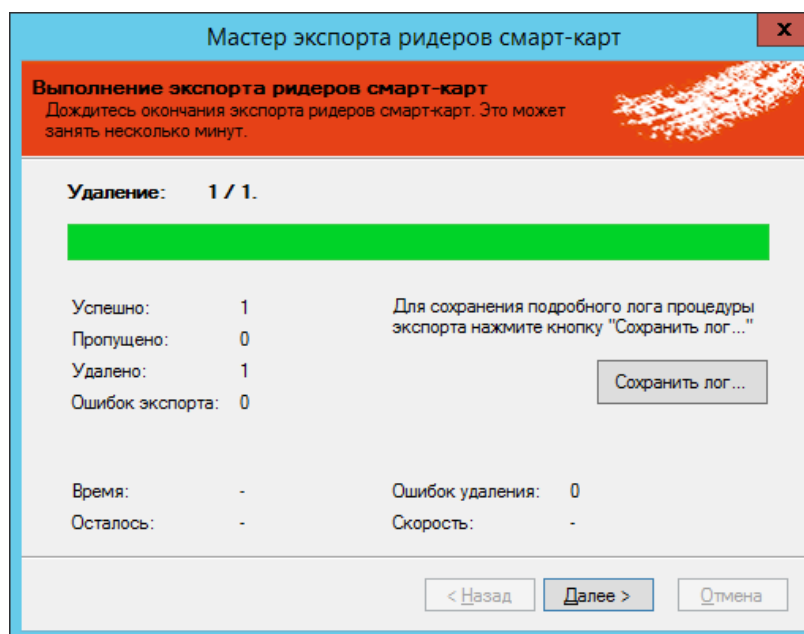 Мастер экспорта ридеров смарт-карт
x
Выполнение экспорта ридеров смарт-карт
Дождитесь окончания экспорта ридеров смарт-карт. Это может
занять несколько минут.
Удаление: 1 / 1.
Успешно: 1
Пропущено: 0
Удалено: 1
Ошибок экспорта: 0
Для сохранения подробного лога процедуры
экспорта нажмите кнопку "Сохранить лог..."
Сохранить лог...
Время: -
Осталось: -
Ошибок удаления: 0
Скорость: -
< Назад
Далее >
Отмена